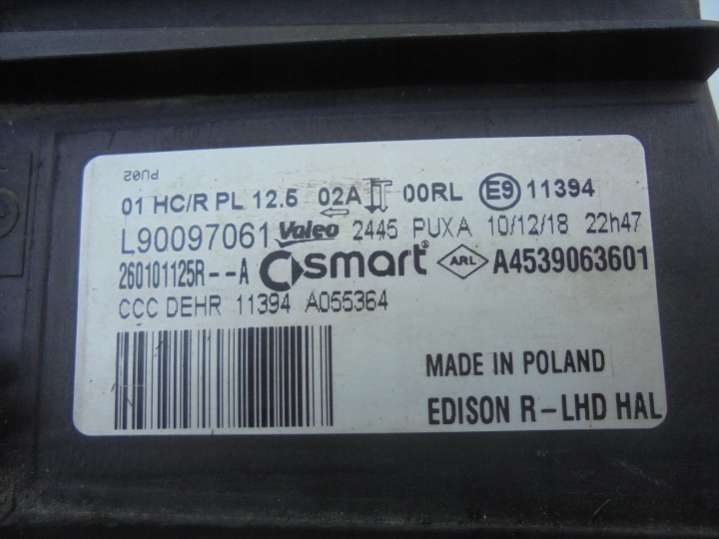 PU02
01 HC/R PL 12.5 02A 00RL E9 11394
L90097061 Valeo 2445 PUXA 10/12/18 22h47
260101125R--A smart ARL A4539063601
CCC DEHR 11394 A055364
MADE IN POLAND
EDISON R-LHD HAL